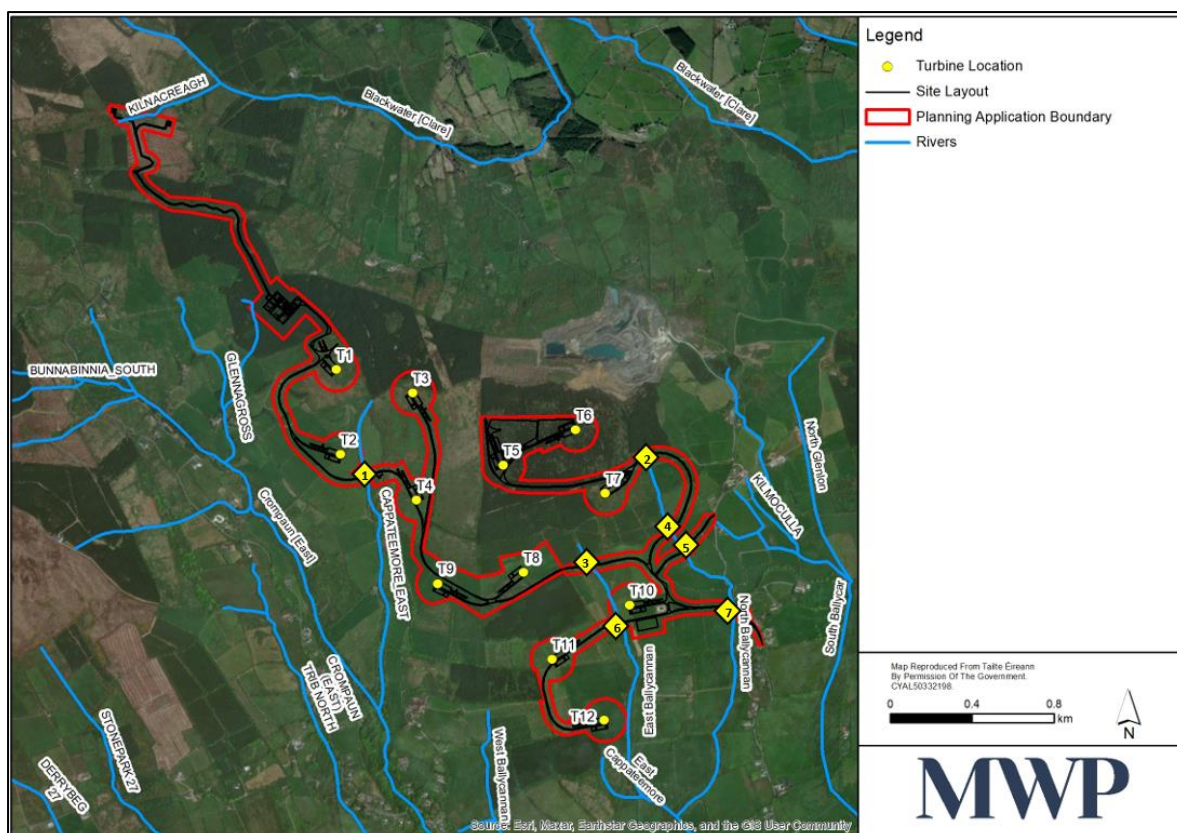 Legend
Turbine Location
Site Layout
Planning Application Boundary
Rivers
KILNACREAGH
Blackwater [Clare]
Blackwater [Clare]
BUNNABINNIA_SOUTH
GLENNAGROSS
T1
T2
T3
T4
T5
T6
T7
T8
T9
T10
T11
T12
1
2
3
4
5
6
7
Crompaun [East]
CAPPATEEMORE_EAST
CROMPAUN
(EAST)
TRIB NORTH
STONEPARK 27
DERRYBEG
27
West Ballycannan
East Ballycannan
East
Cappateemore
North Ballycannan
South Ballycar
KILMOCULLA
North Glenlon
Map Reproduced From Tailte Éireann
By Permission Of The Government.
CYAL50332198.
0 0.4 0.8
km
N
MWP
Source: Esri, Maxar, Earthstar Geographics, and the GIS User Community